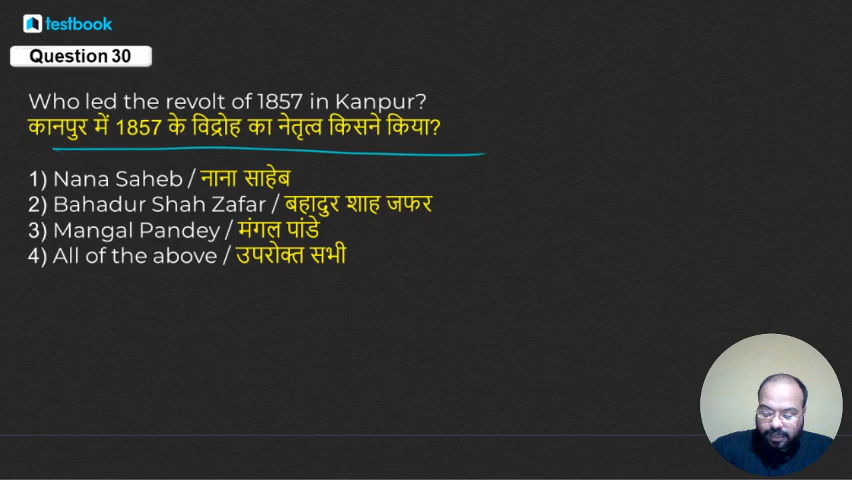 testbook
Question 30
Who led the revolt of 1857 in Kanpur?
कानपुर में 1857 के विद्रोह का नेतृत्व किसने किया?
1) Nana Saheb / नाना साहेब
2) Bahadur Shah Zafar / बहादुर शाह जफर
3) Mangal Pandey / मंगल पांडे
4) All of the above / उपरोक्त सभी